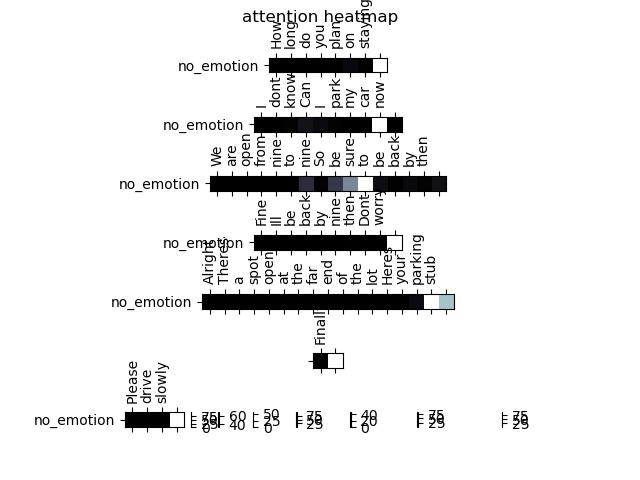 attention heatmap
How long do you plan on staying
no_emotion
I dont know Can I park my car now
no_emotion
We are open from nine to nine So be sure to be back by then
no_emotion
Fine Ill be back by nine then Dont worry
no_emotion
Alright Theres a spot open at the far end of the lot Heres your parking stub
no_emotion
Finally
Please drive slowly
no_emotion
75 60 50 75 40 75 75
50 40 25 50 20 50 50
25 0 25 0 25 25
0